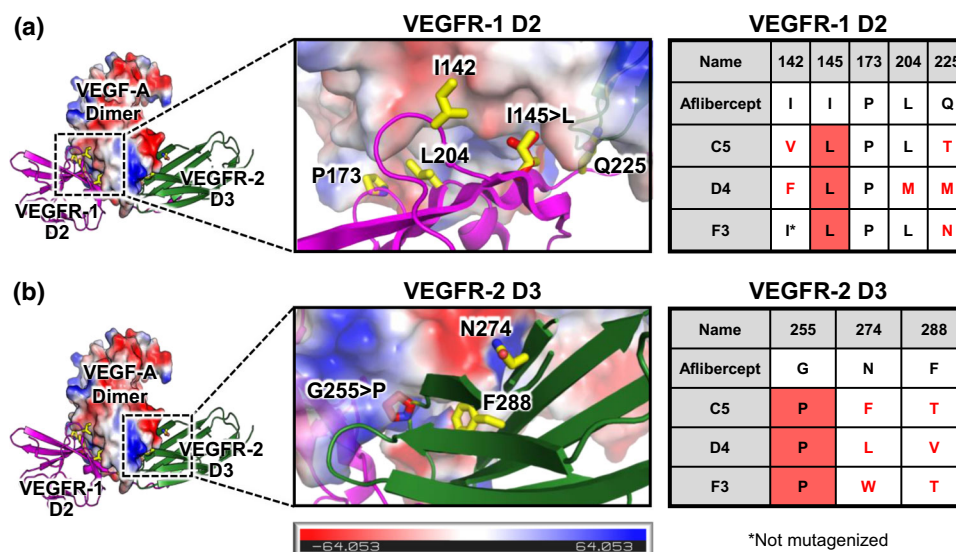 (a)
VEGF-A
Dimer
VEGFR-2
D3
VEGFR-1
D2
VEGFR-1 D2
I142
I145>L
L204
P173
Q225
VEGFR-1 D2
Name 142 145 173 204 225
Aflibercept I I P L Q
C5 V L P L T
D4 F L P M M
F3 I* L P L N
(b)
VEGF-A
Dimer
VEGFR-2
D3
VEGFR-1
D2
VEGFR-2 D3
N274
G255>P
F288
-64.053 64.053
VEGFR-2 D3
Name 255 274 288
Aflibercept G N F
C5 P F T
D4 P L V
F3 P W T
*Not mutagenized